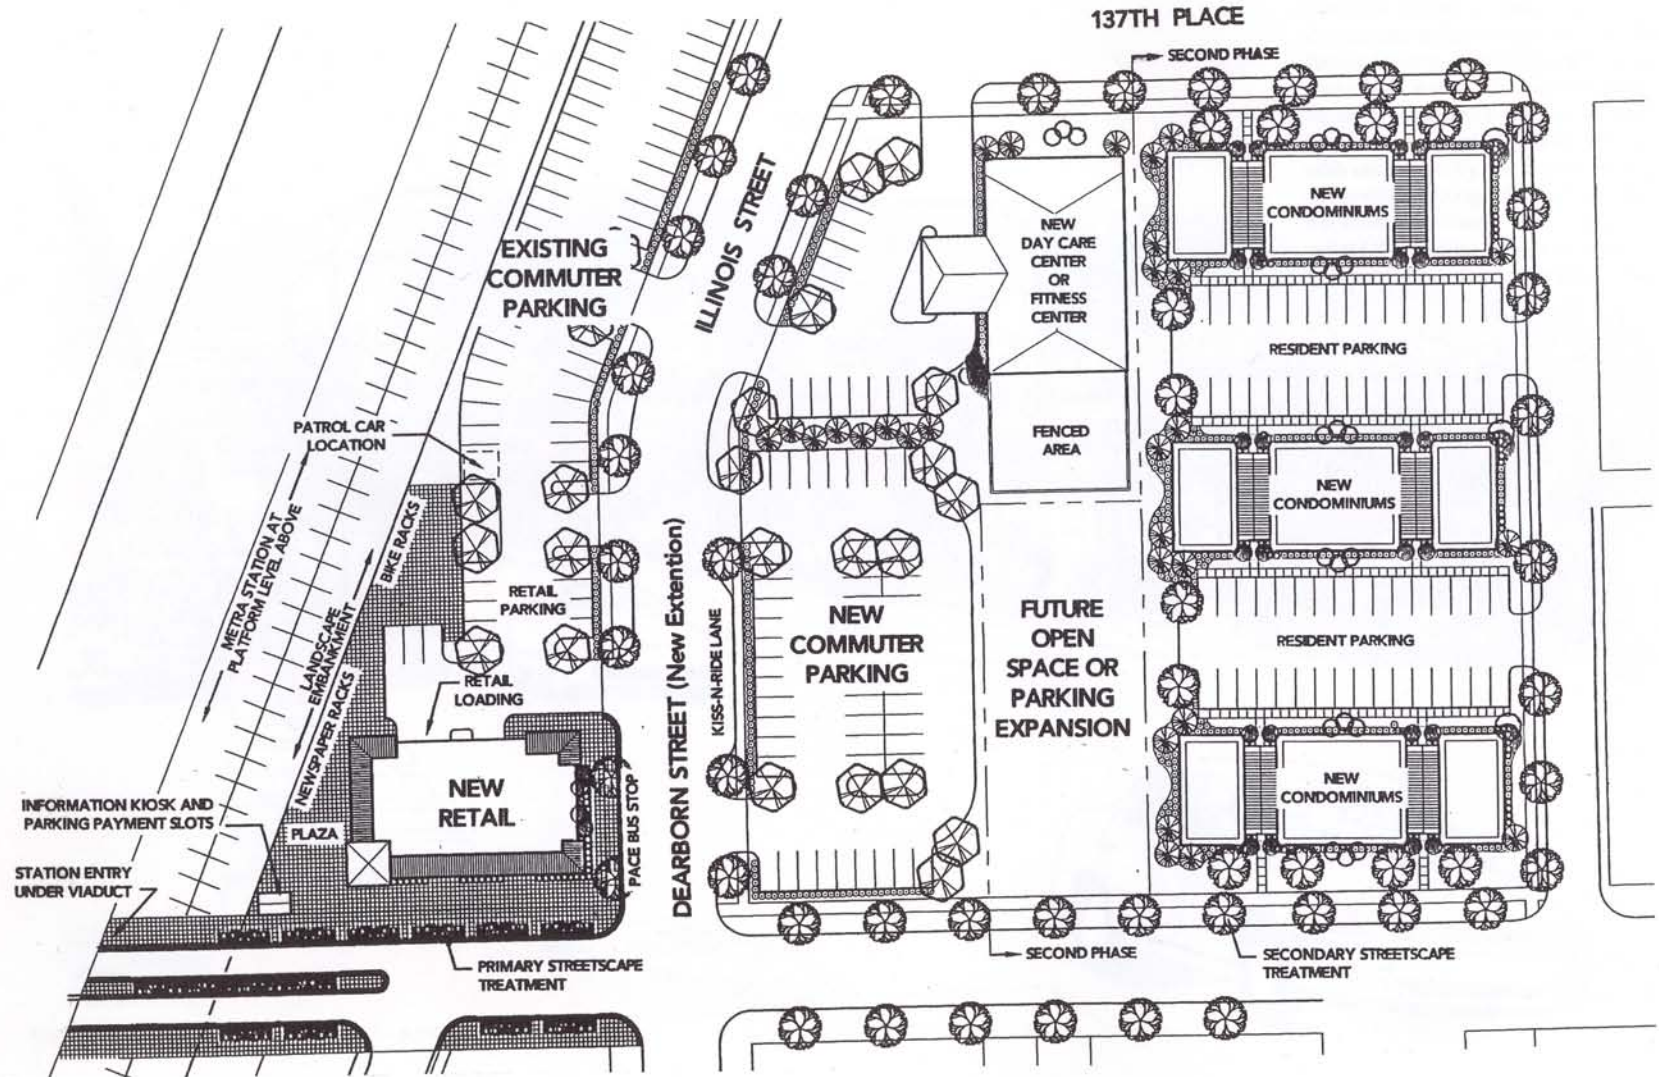 137TH PLACE
SECOND PHASE
ILLINOIS STREET
EXISTING
COMMUTER
PARKING
NEW
DAY CARE
CENTER
OR
FITNESS
CENTER
FENCED
AREA
NEW
CONDOMINIUMS
RESIDENT PARKING
NEW
CONDOMINIUMS
RESIDENT PARKING
NEW
CONDOMINIUMS
PATROL CAR
LOCATION
METRA STATION AT
PLATFORM LEVEL ABOVE
LANDSCAPE
EMBANKMENT
BIKE RACKS
NEWSPAPER RACKS
RETAIL
PARKING
RETAIL
LOADING
DEARBORN STREET (New Extention)
KISS-N-RIDE LANE
NEW
COMMUTER
PARKING
FUTURE
OPEN
SPACE OR
PARKING
EXPANSION
INFORMATION KIOSK AND
PARKING PAYMENT SLOTS
PLAZA
NEW
RETAIL
PACE BUS STOP
STATION ENTRY
UNDER VIADUCT
PRIMARY STREETSCAPE
TREATMENT
SECOND PHASE
SECONDARY STREETSCAPE
TREATMENT